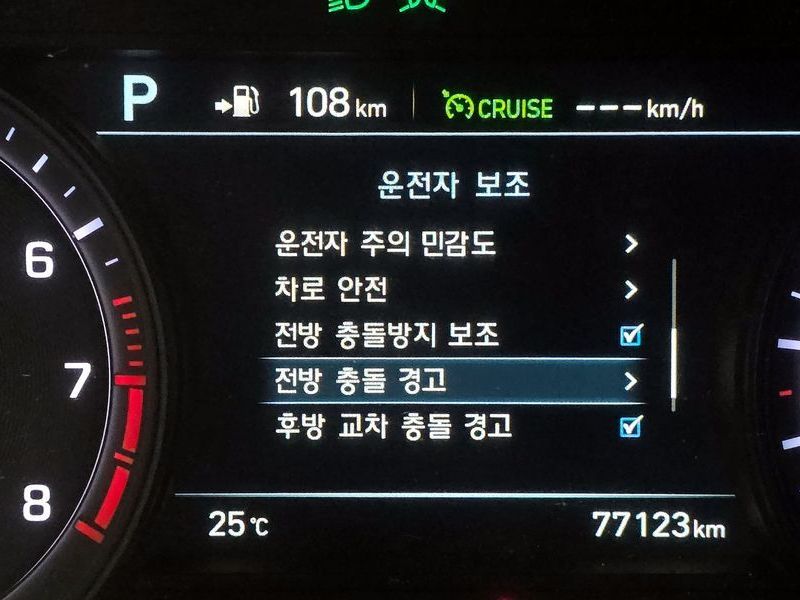 P 108 km CRUISE ---km/h
운전자 보조
운전자 주의 민감도 >
차로 안전 >
전방 충돌방지 보조
전방 충돌 경고 >
후방 교차 충돌 경고
25℃ 77123km
6
7
8